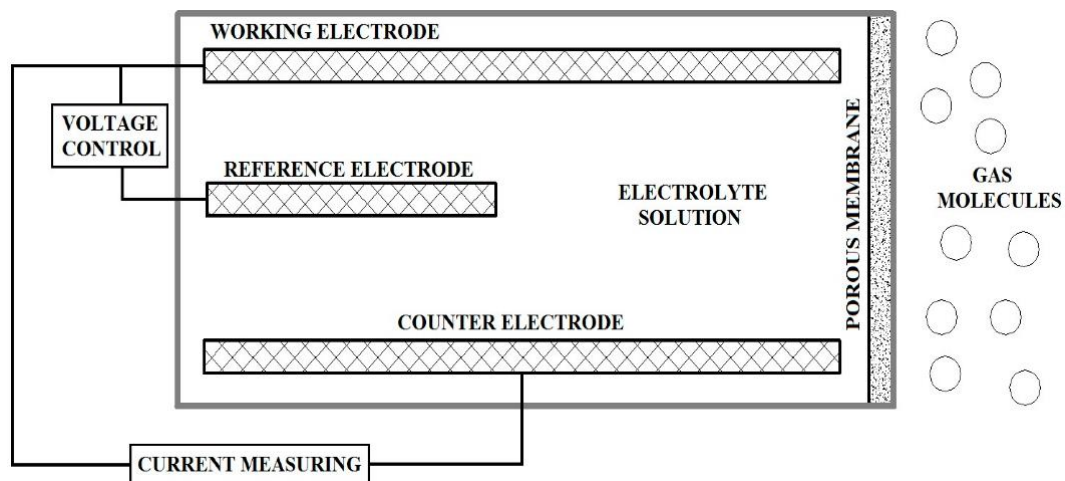 WORKING ELECTRODE
VOLTAGE
CONTROL
REFERENCE ELECTRODE
ELECTROLYTE
SOLUTION
POROUS MEMBRANE
GAS
MOLECULES
COUNTER ELECTRODE
CURRENT MEASURING